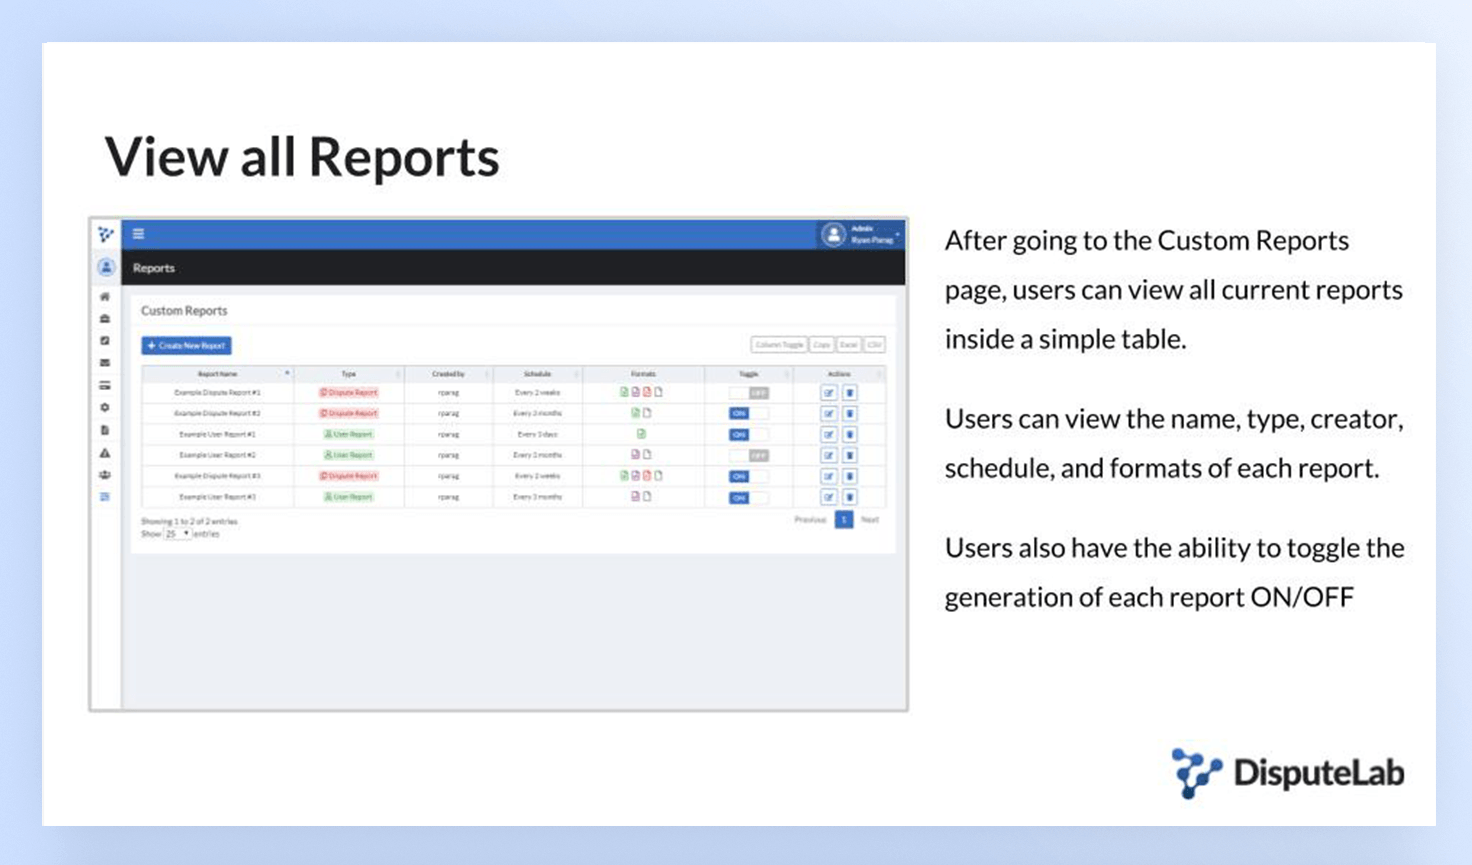 View all Reports
Admin
Ryan Parag
Reports
Custom Reports
+ Create New Report
Column Toggle Copy Excel CSV
Report Name Type Created by Schedule Formats Toggle Actions
Example Dispute Report #1 Dispute Report rparag Every 2 weeks OFF
Example Dispute Report #2 Dispute Report rparag Every 3 months ON
Example User Report #1 User Report rparag Every 3 days ON
Example User Report #2 User Report rparag Every 3 months OFF
Example Dispute Report #3 Dispute Report rparag Every 2 weeks ON
Example User Report #3 User Report rparag Every 3 months ON
Showing 1 to 2 of 2 entries
Show 25 entries
Previous 1 Next
After going to the Custom Reports
page, users can view all current reports
inside a simple table.
Users can view the name, type, creator,
schedule, and formats of each report.
Users also have the ability to toggle the
generation of each report ON/OFF
DisputeLab